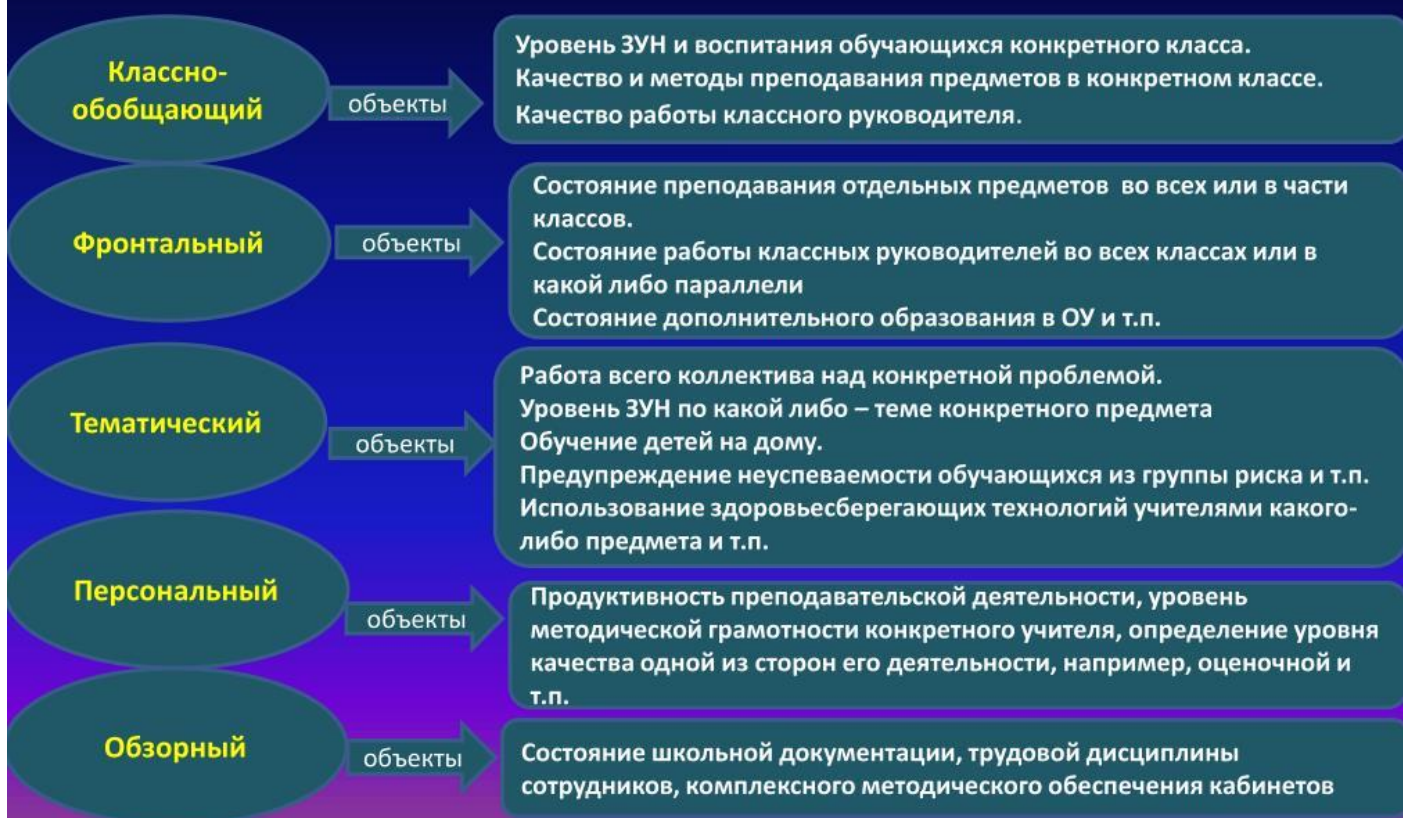 Классно-
обобщающий
объекты
Уровень ЗУН и воспитания обучающихся конкретного класса.
Качество и методы преподавания предметов в конкретном классе.
Качество работы классного руководителя.
Фронтальный
объекты
Состояние преподавания отдельных предметов во всех или в части
классов.
Состояние работы классных руководителей во всех классах или в
какой либо параллели
Состояние дополнительного образования в ОУ и т.п.
Тематический
объекты
Работа всего коллектива над конкретной проблемой.
Уровень ЗУН по какой либо – теме конкретного предмета
Обучение детей на дому.
Предупреждение неуспеваемости обучающихся из группы риска и т.п.
Использование здоровьесберегающих технологий учителями какого-
либо предмета и т.п.
Персональный
объекты
Продуктивность преподавательской деятельности, уровень
методической грамотности конкретного учителя, определение уровня
качества одной из сторон его деятельности, например, оценочной и
т.п.
Обзорный
объекты
Состояние школьной документации, трудовой дисциплины
сотрудников, комплексного методического обеспечения кабинетов